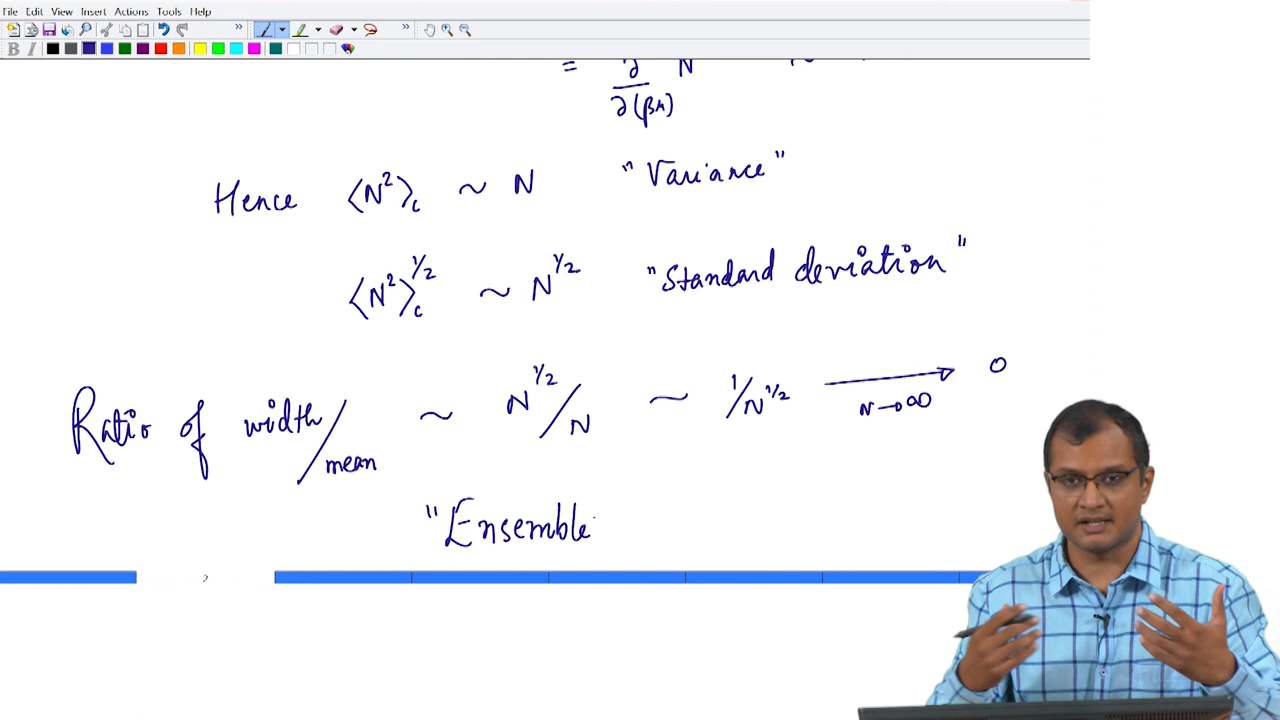 File Edit View Insert Actions Tools Help
B I
= ∂/∂(βμ) N ~
Hence ⟨N²⟩c ~ N "Variance"
⟨N²⟩c^1/2 ~ N^1/2 "Standard deviation"
Ratio of width/mean ~ N^1/2/N ~ 1/N^1/2 → 0
N→∞
"Ensemble
2